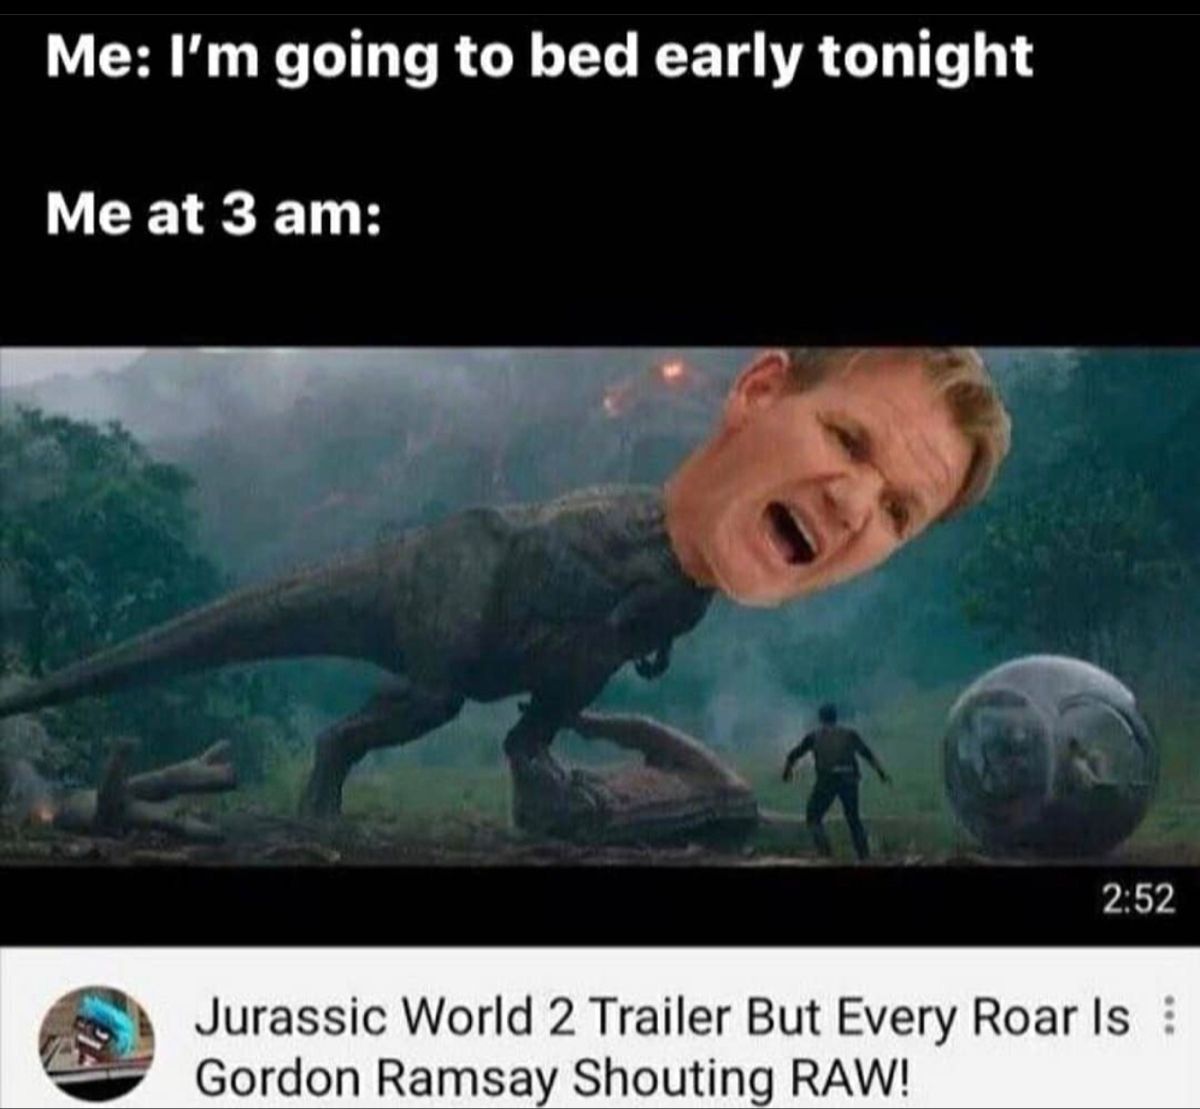 Me: I’m going to bed early tonight
Me at 3 am:
2:52
Jurassic World 2 Trailer But Every Roar Is
Gordon Ramsay Shouting RAW!